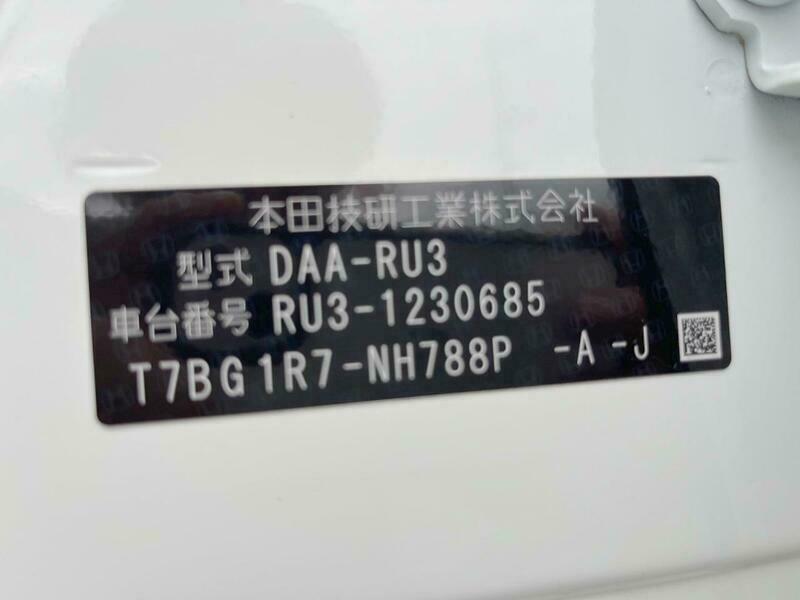 本田技研工業株式会社
型式 DAA-RU3
車台番号 RU3-1230685
T7BG1R7-NH788P -A-J